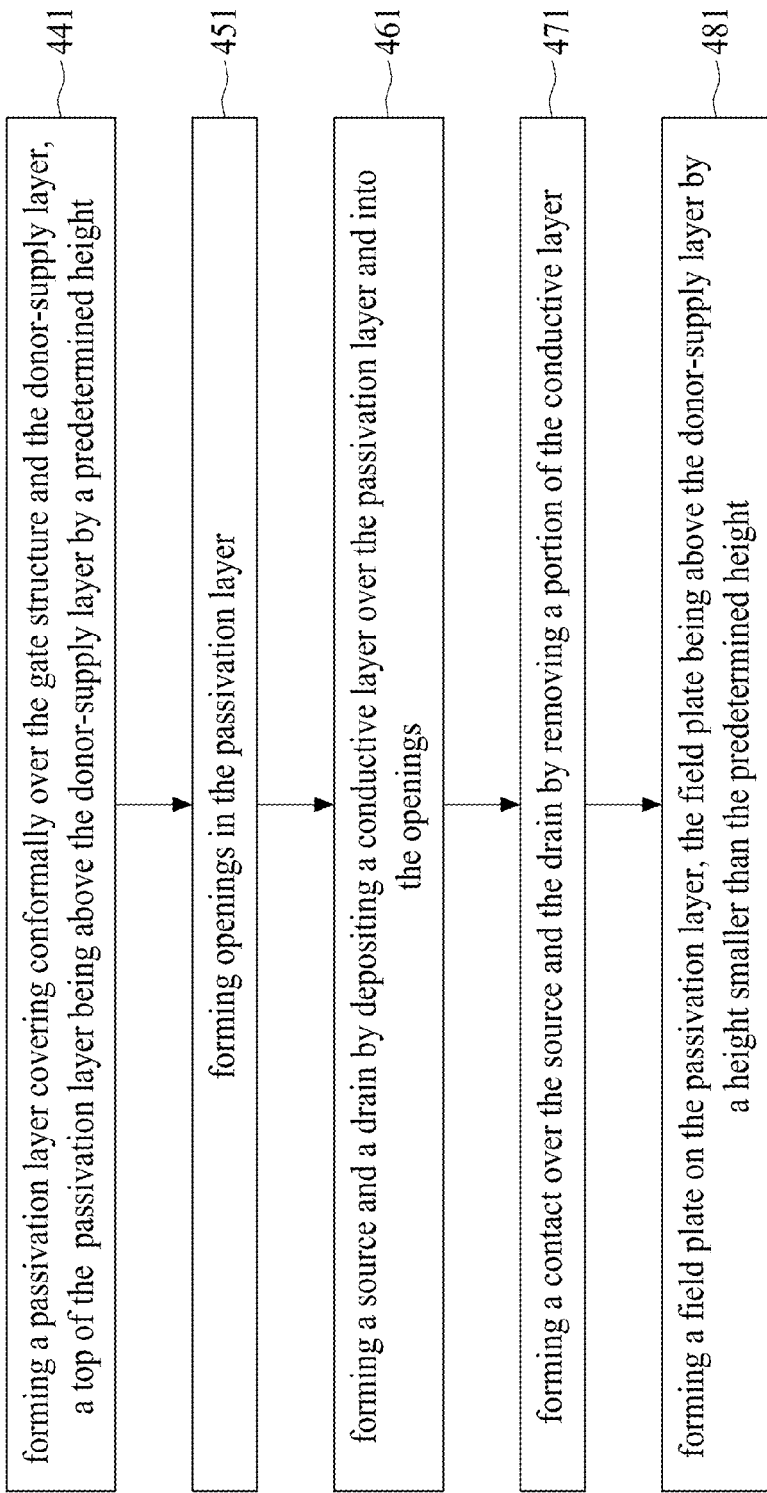 forming a passivation layer covering conformally over the gate structure and the donor-supply layer,
a top of the passivation layer being above the donor-supply layer by a predetermined height
441
forming openings in the passivation layer
451
forming a source and a drain by depositing a conductive layer over the passivation layer and into
the openings
461
forming a contact over the source and the drain by removing a portion of the conductive layer
471
forming a field plate on the passivation layer, the field plate being above the donor-supply layer by
a height smaller than the predetermined height
481